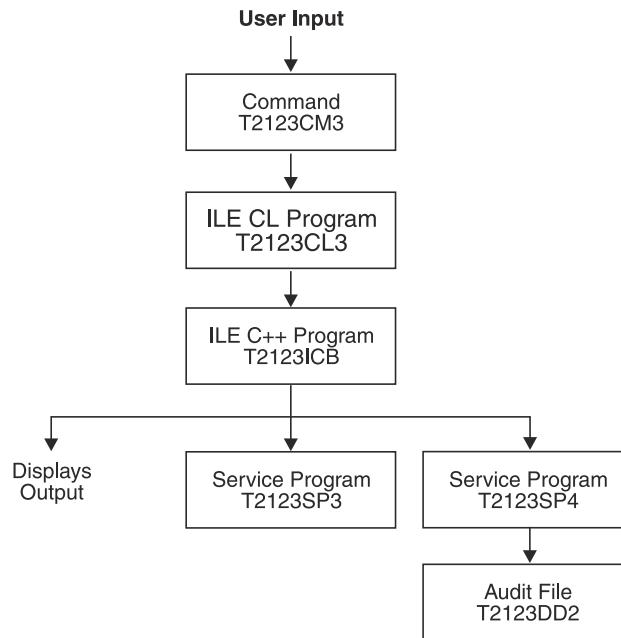 User Input
Command
T2123CM3
ILE CL Program
T2123CL3
ILE C++ Program
T2123ICB
Displays
Output
Service Program
T2123SP3
Service Program
T2123SP4
Audit File
T2123DD2